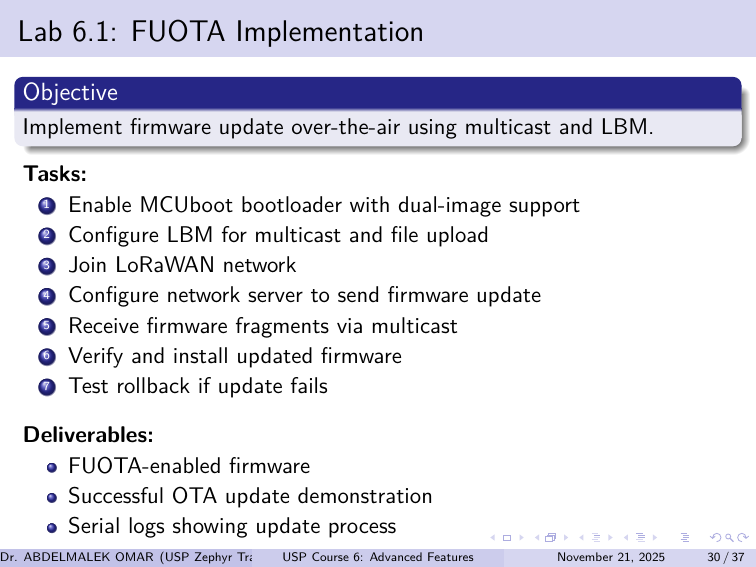 Lab 6.1: FUOTA Implementation
Objective
Implement firmware update over-the-air using multicast and LBM.
Tasks:
1 Enable MCUboot bootloader with dual-image support
2 Configure LBM for multicast and file upload
3 Join LoRaWAN network
4 Configure network server to send firmware update
5 Receive firmware fragments via multicast
6 Verify and install updated firmware
7 Test rollback if update fails
Deliverables:
FUOTA-enabled firmware
Successful OTA update demonstration
Serial logs showing update process
Dr. ABDELMALEK OMAR (USP Zephyr Tra USP Course 6: Advanced Features November 21, 2025 30 / 37